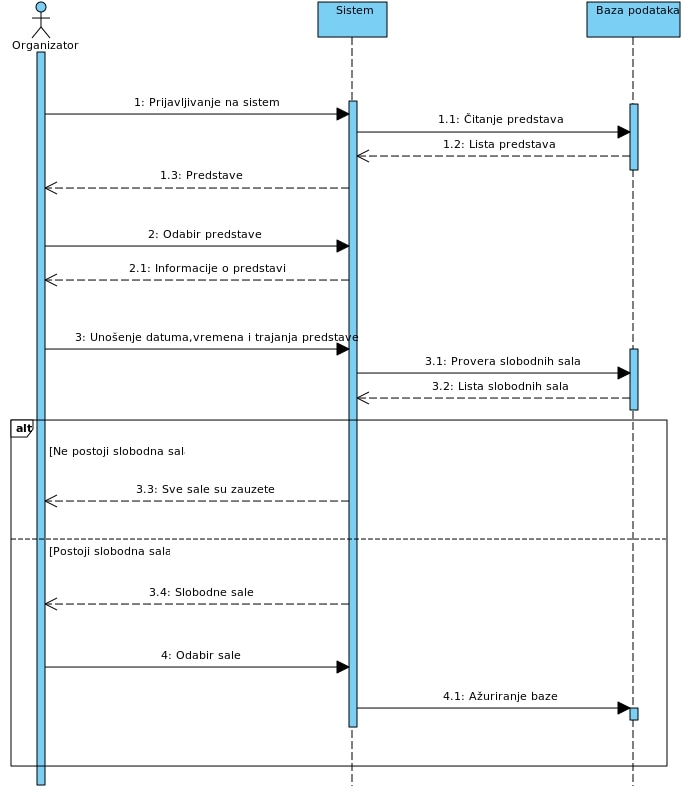 Sistem
Baza podataka
Organizator
1: Prijavljivanje na sistem
1.1: Čitanje predstava
1.2: Lista predstava
1.3: Predstave
2: Odabir predstave
2.1: Informacije o predstavi
3: Unošenje datuma,vremena i trajanja predstave
3.1: Provera slobodnih sala
3.2: Lista slobodnih sala
alt
[Ne postoji slobodna sala
3.3: Sve sale su zauzete
[Postoji slobodna sala
3.4: Slobodne sale
4: Odabir sale
4.1: Ažuriranje baze